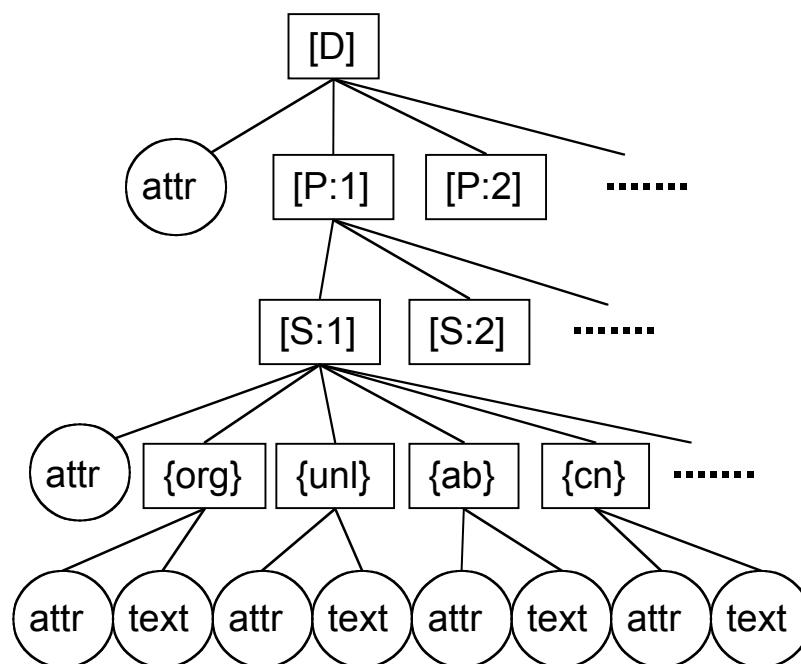 [D]
attr [P:1] [P:2] ........
[S:1] [S:2] ........
attr {org} {unl} {ab} {cn} ........
attr text attr text attr text attr text